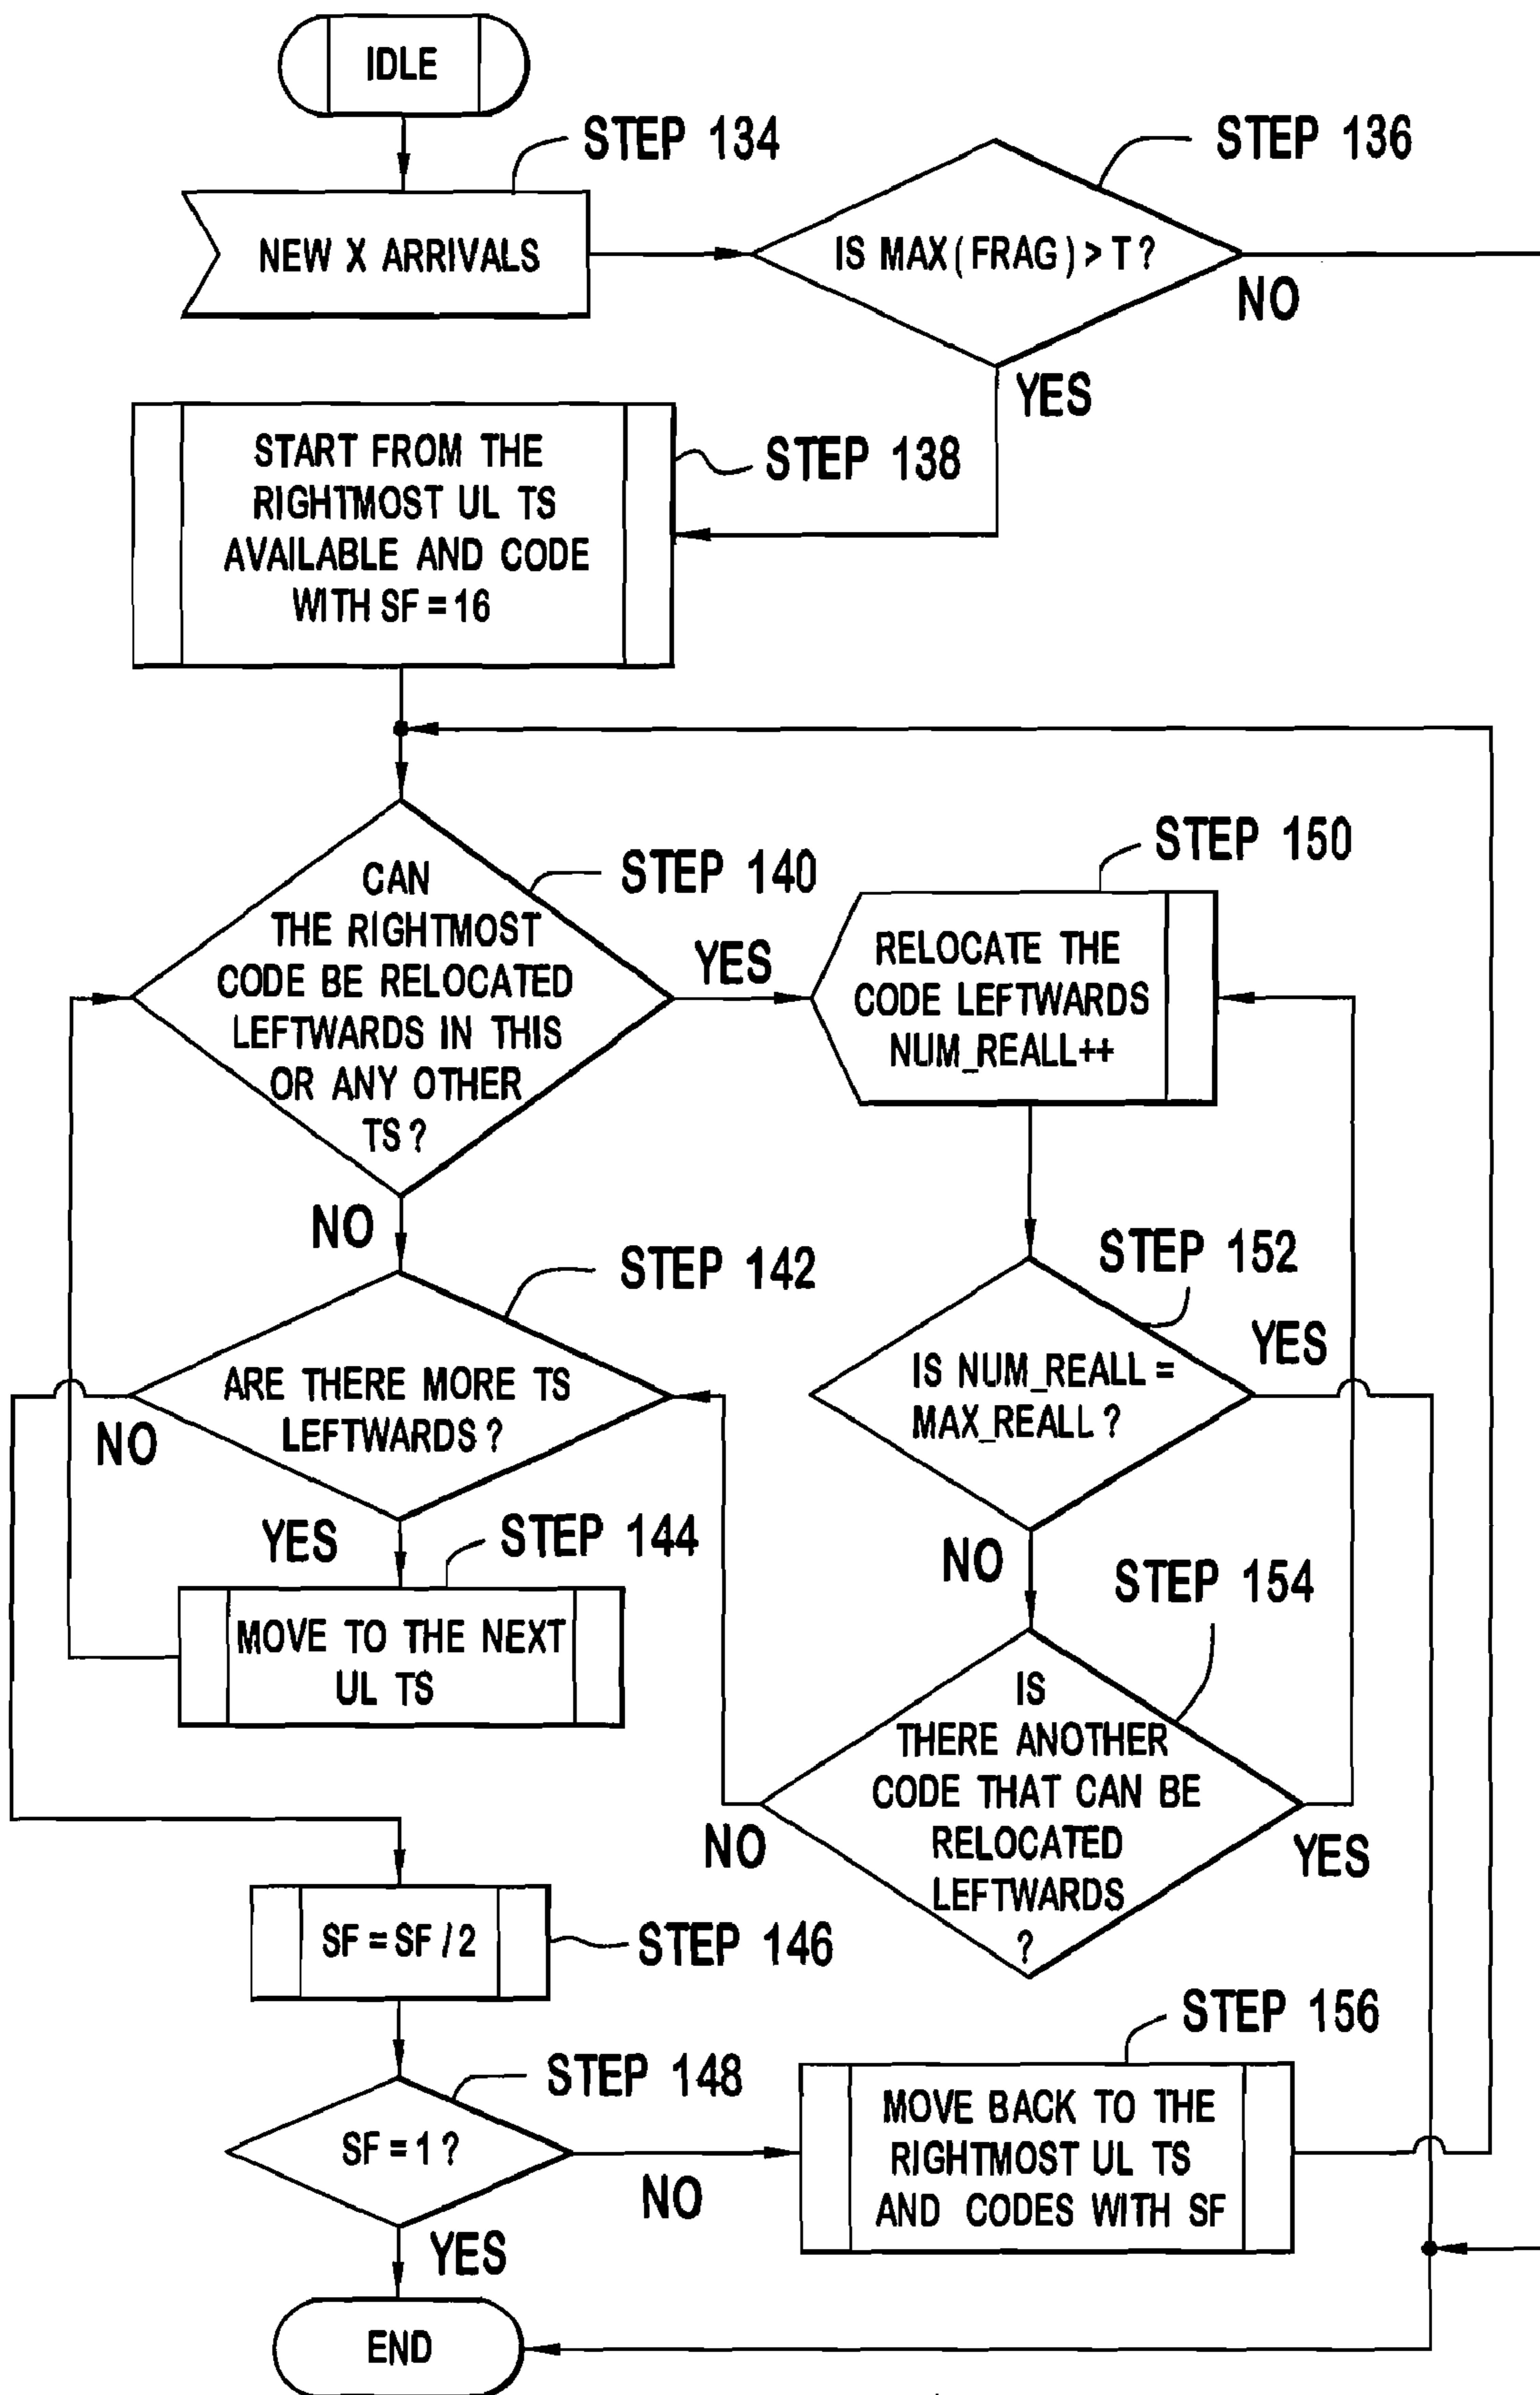 IDLE
STEP 134
NEW X ARRIVALS
STEP 136
IS MAX(FRAG) > T ?
NO
YES
START FROM THE
RIGHTMOST UL TS
AVAILABLE AND CODE
WITH SF = 16
STEP 138
CAN
THE RIGHTMOST
CODE BE RELOCATED
LEFTWARDS IN THIS
OR ANY OTHER
TS ?
STEP 140
YES
NO
STEP 150
RELOCATE THE
CODE LEFTWARDS
NUM_REALL++
STEP 142
ARE THERE MORE TS
LEFTWARDS ?
NO
YES
STEP 152
IS NUM_REALL =
MAX_REALL ?
YES
NO
STEP 144
MOVE TO THE NEXT
UL TS
STEP 154
IS
THERE ANOTHER
CODE THAT CAN BE
RELOCATED
LEFTWARDS
?
NO
YES
SF = SF / 2
STEP 146
STEP 148
SF = 1 ?
NO
YES
STEP 156
MOVE BACK TO THE
RIGHTMOST UL TS
AND CODES WITH SF
END